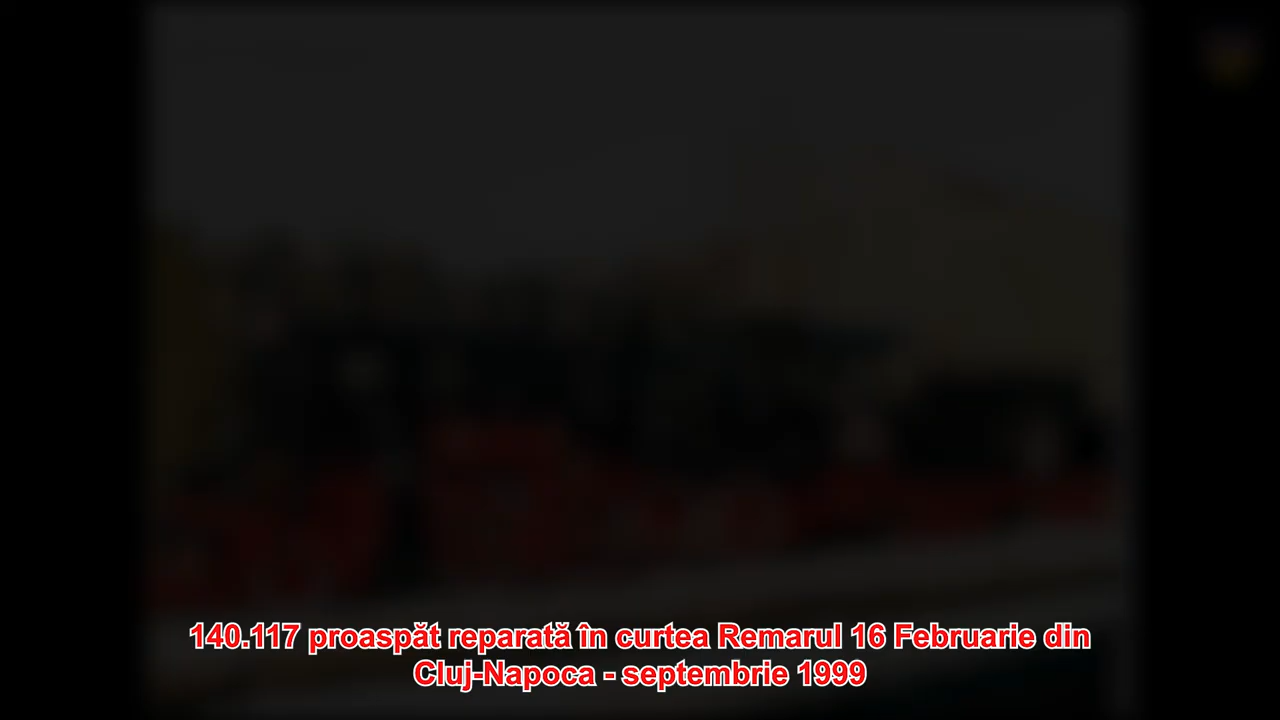 140.117 proaspăt reparată în curtea Remarul 16 Februarie din
Cluj-Napoca - septembrie 1999